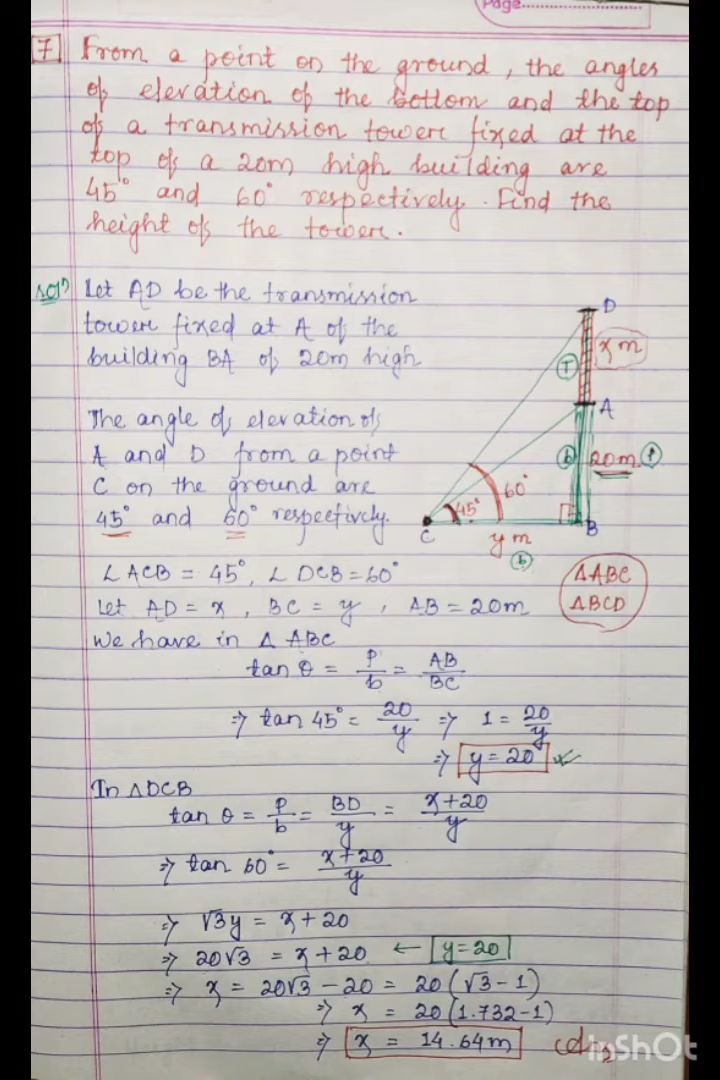 Page.
7 From a point on the ground, the angles
of elevation of the bottom and the top
of a transmission tower fixed at the
top of a 20m high building are
45° and 60° respectively. Find the
height of the tower.
Solⁿ Let AD be the transmission
tower fixed at A of the
building BA of 20m high
The angle of elevation of
A and D from a point
C on the ground are
45° and 60° respectively.
D
x m
T
A
b 20m P
45° 60°
C y m B
b
∠ACB = 45°, ∠DCB = 60°
Let AD = x, BC = y, AB = 20m
△ABC
△BCD
We have in △ ABC
tan θ = P/b = AB/BC
⇒ tan 45° = 20/y ⇒ 1 = 20/y
⇒ y = 20
In △DCB
tan θ = P/b = BD/y = x+20/y
⇒ tan 60° = x+20/y
⇒ √3y = x + 20
⇒ 20√3 = x + 20 ← y = 20
⇒ x = 20√3 - 20 = 20(√3 - 1)
⇒ x = 20(1.732-1)
⇒ x = 14.64m
InShOt